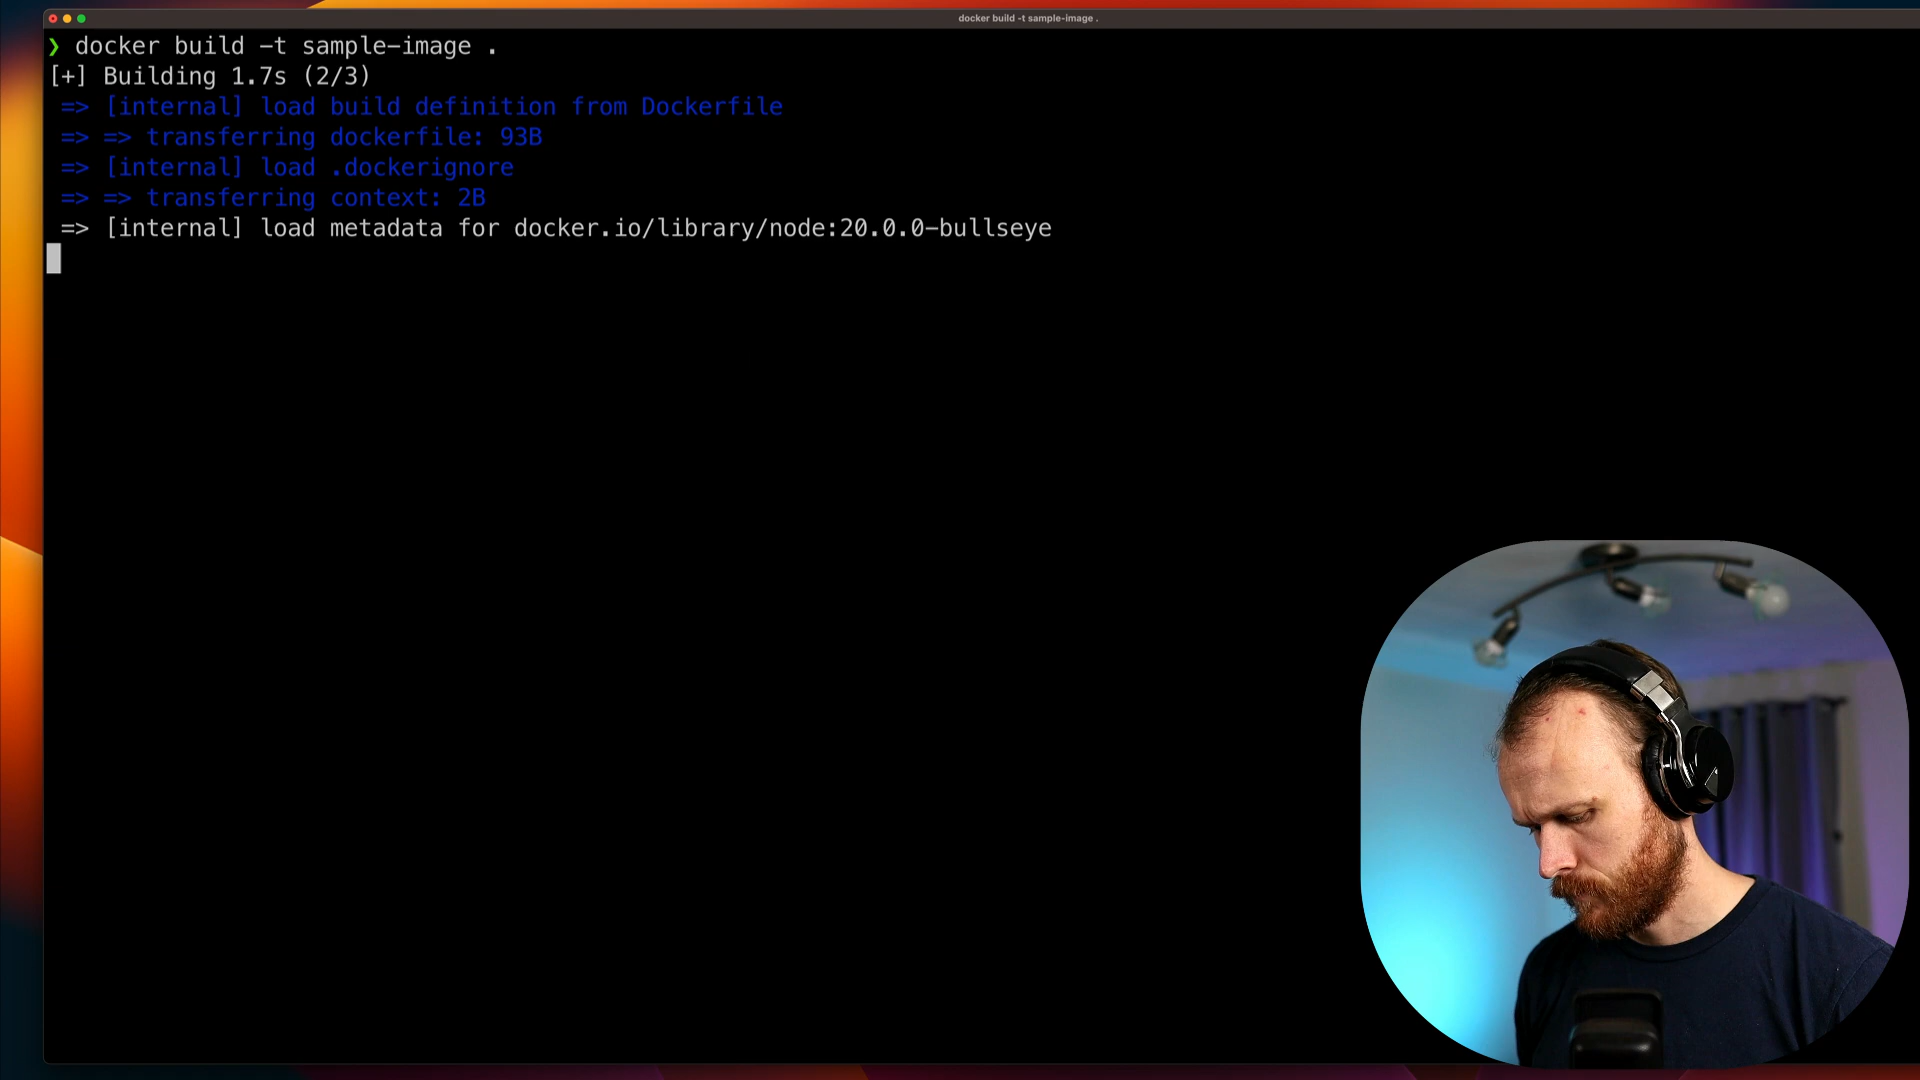 docker build -t sample-image .
❯ docker build -t sample-image .
[+] Building 1.7s (2/3)
=> [internal] load build definition from Dockerfile
=> => transferring dockerfile: 93B
=> [internal] load .dockerignore
=> => transferring context: 2B
=> [internal] load metadata for docker.io/library/node:20.0.0-bullseye